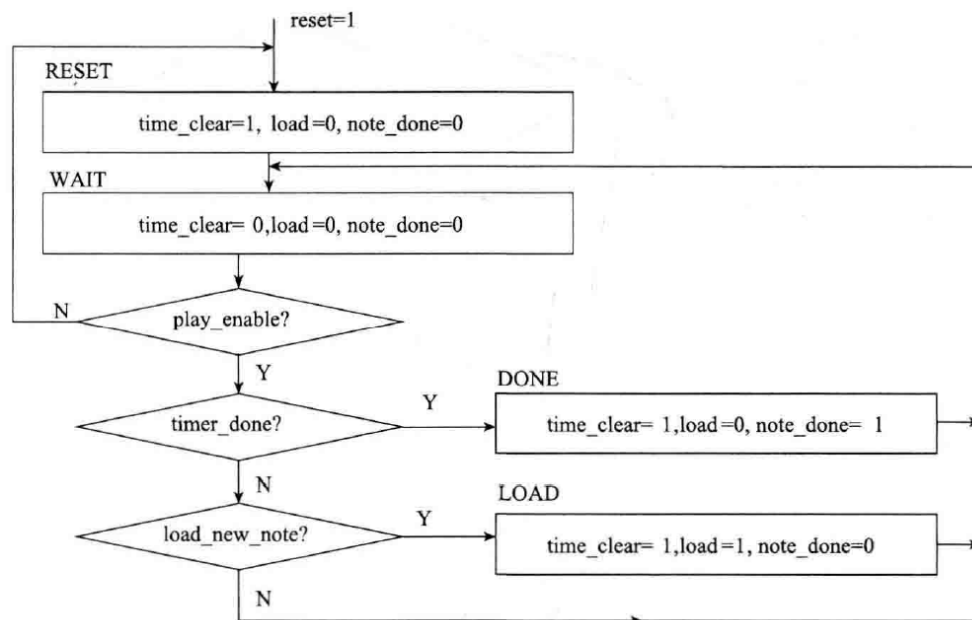 reset=1
RESET
time_clear=1, load=0, note_done=0
WAIT
time_clear= 0,load=0, note_done=0
N
play_enable?
Y
DONE
timer_done?
Y
time_clear= 1,load=0, note_done= 1
N
LOAD
load_new_note?
Y
time_clear= 1,load=1, note_done=0
N